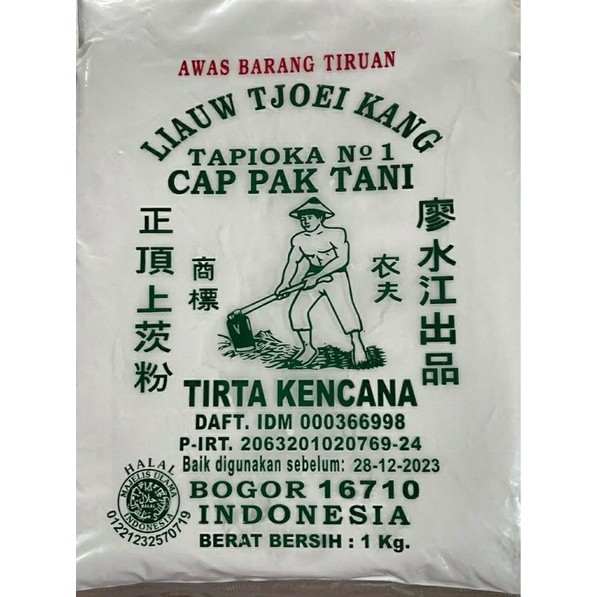 AWAS BARANG TIRUAN
LIAUW TJOEI KANG
TAPIOKA № 1
CAP PAK TANI
正頂上茨粉
商標
农夫
廖水江出品
TIRTA KENCANA
DAFT. IDM 000366998
P-IRT. 2063201020769-24
Baik digunakan sebelum: 28-12-2023
HALAL
MAJELIS ULAMA
INDONESIA
01221232570719
BOGOR 16710
INDONESIA
BERAT BERSIH : 1 Kg.